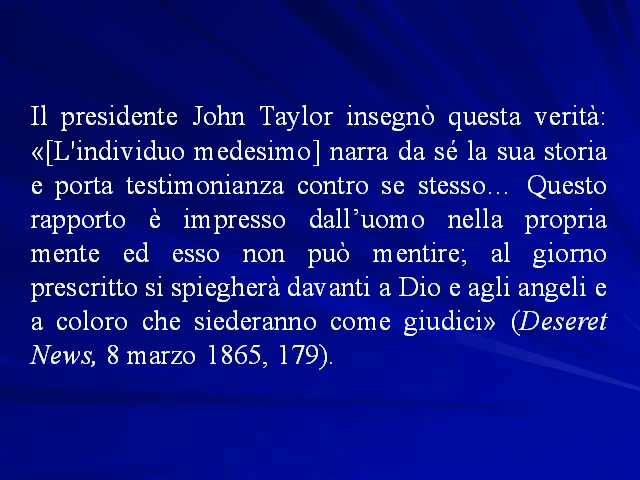 Il presidente John Taylor insegnò questa verità:
«[L'individuo medesimo] narra da sé la sua storia
e porta testimonianza contro se stesso… Questo
rapporto è impresso dall’uomo nella propria
mente ed esso non può mentire; al giorno
prescritto si spiegherà davanti a Dio e agli angeli e
a coloro che siederanno come giudici» (Deseret
News, 8 marzo 1865, 179).